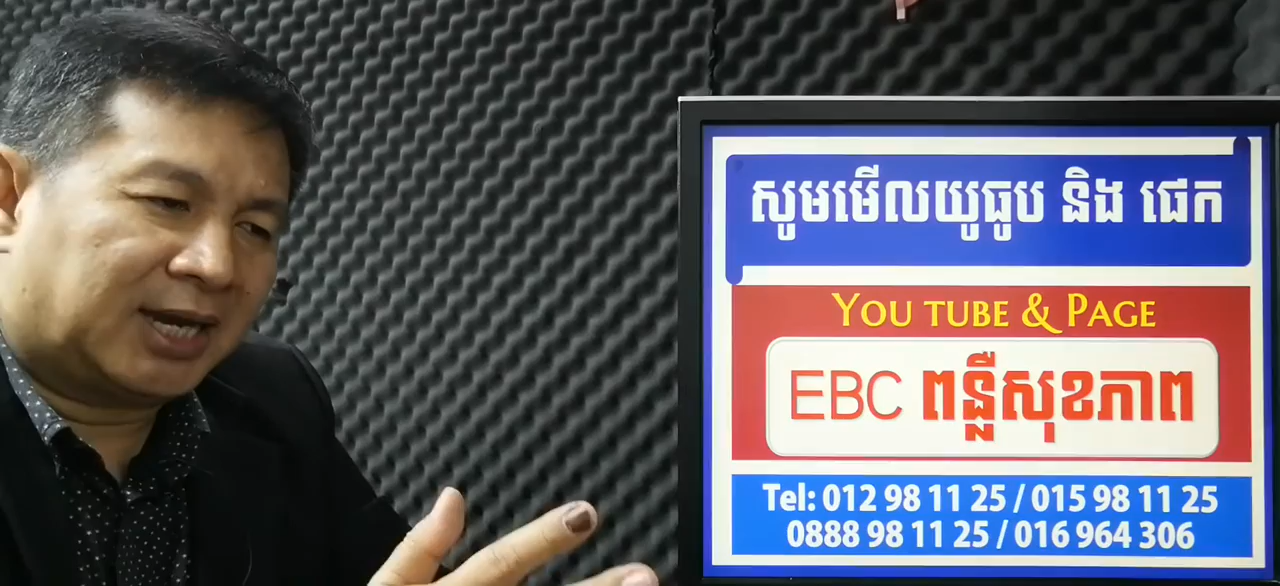 សូមមើលយូធូប និង ផេក
YOU TUBE & PAGE
EBC ពន្លឺសុខភាព
Tel: 012 98 11 25 / 015 98 11 25
0888 98 11 25 / 016 964 306